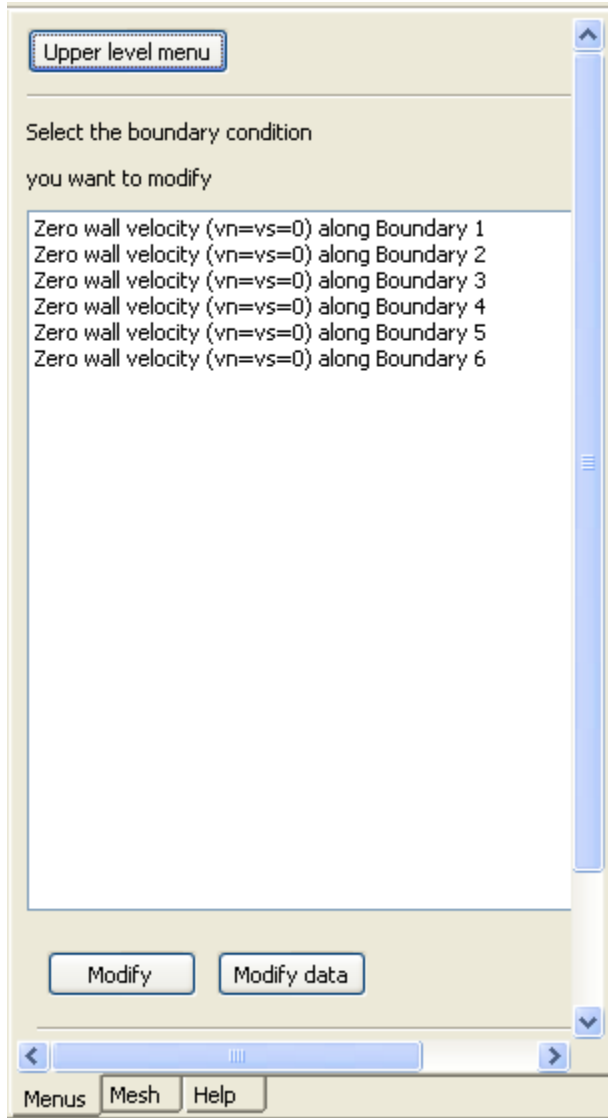 Upper level menu
Select the boundary condition
you want to modify
Zero wall velocity (vn=vs=0) along Boundary 1
Zero wall velocity (vn=vs=0) along Boundary 2
Zero wall velocity (vn=vs=0) along Boundary 3
Zero wall velocity (vn=vs=0) along Boundary 4
Zero wall velocity (vn=vs=0) along Boundary 5
Zero wall velocity (vn=vs=0) along Boundary 6
Modify Modify data
Menus Mesh Help